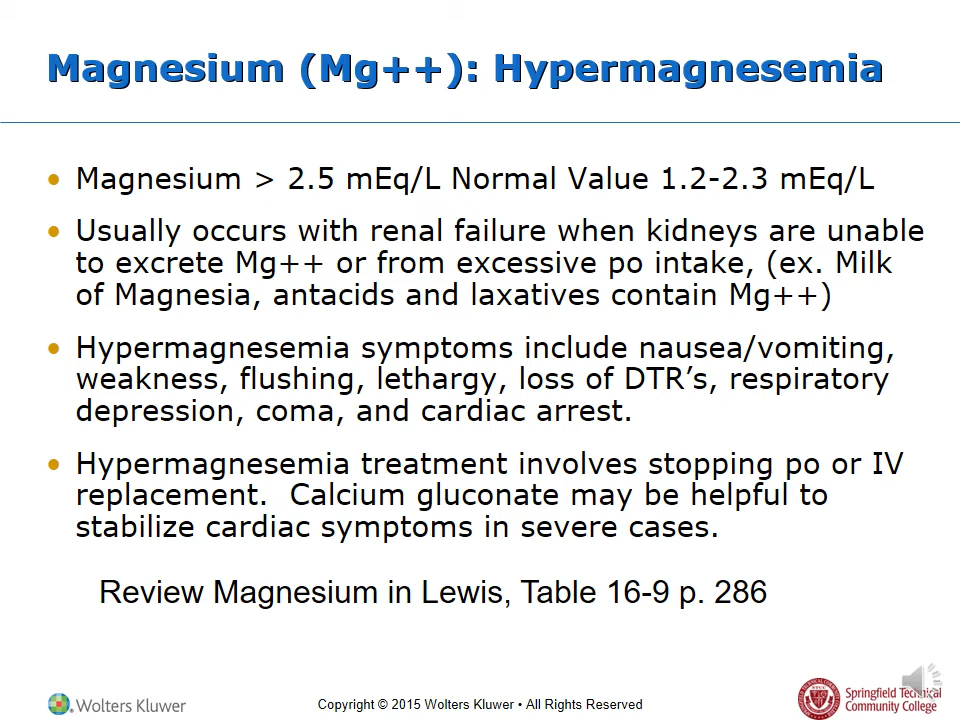 Magnesium (Mg++): Hypermagnesemia
• Magnesium > 2.5 mEq/L Normal Value 1.2-2.3 mEq/L
• Usually occurs with renal failure when kidneys are unable
to excrete Mg++ or from excessive po intake, (ex. Milk
of Magnesia, antacids and laxatives contain Mg++)
• Hypermagnesemia symptoms include nausea/vomiting,
weakness, flushing, lethargy, loss of DTR’s, respiratory
depression, coma, and cardiac arrest.
• Hypermagnesemia treatment involves stopping po or IV
replacement.  Calcium gluconate may be helpful to
stabilize cardiac symptoms in severe cases.
Review Magnesium in Lewis, Table 16-9 p. 286
Wolters Kluwer
Copyright © 2015 Wolters Kluwer • All Rights Reserved
Springfield Technical
Community College